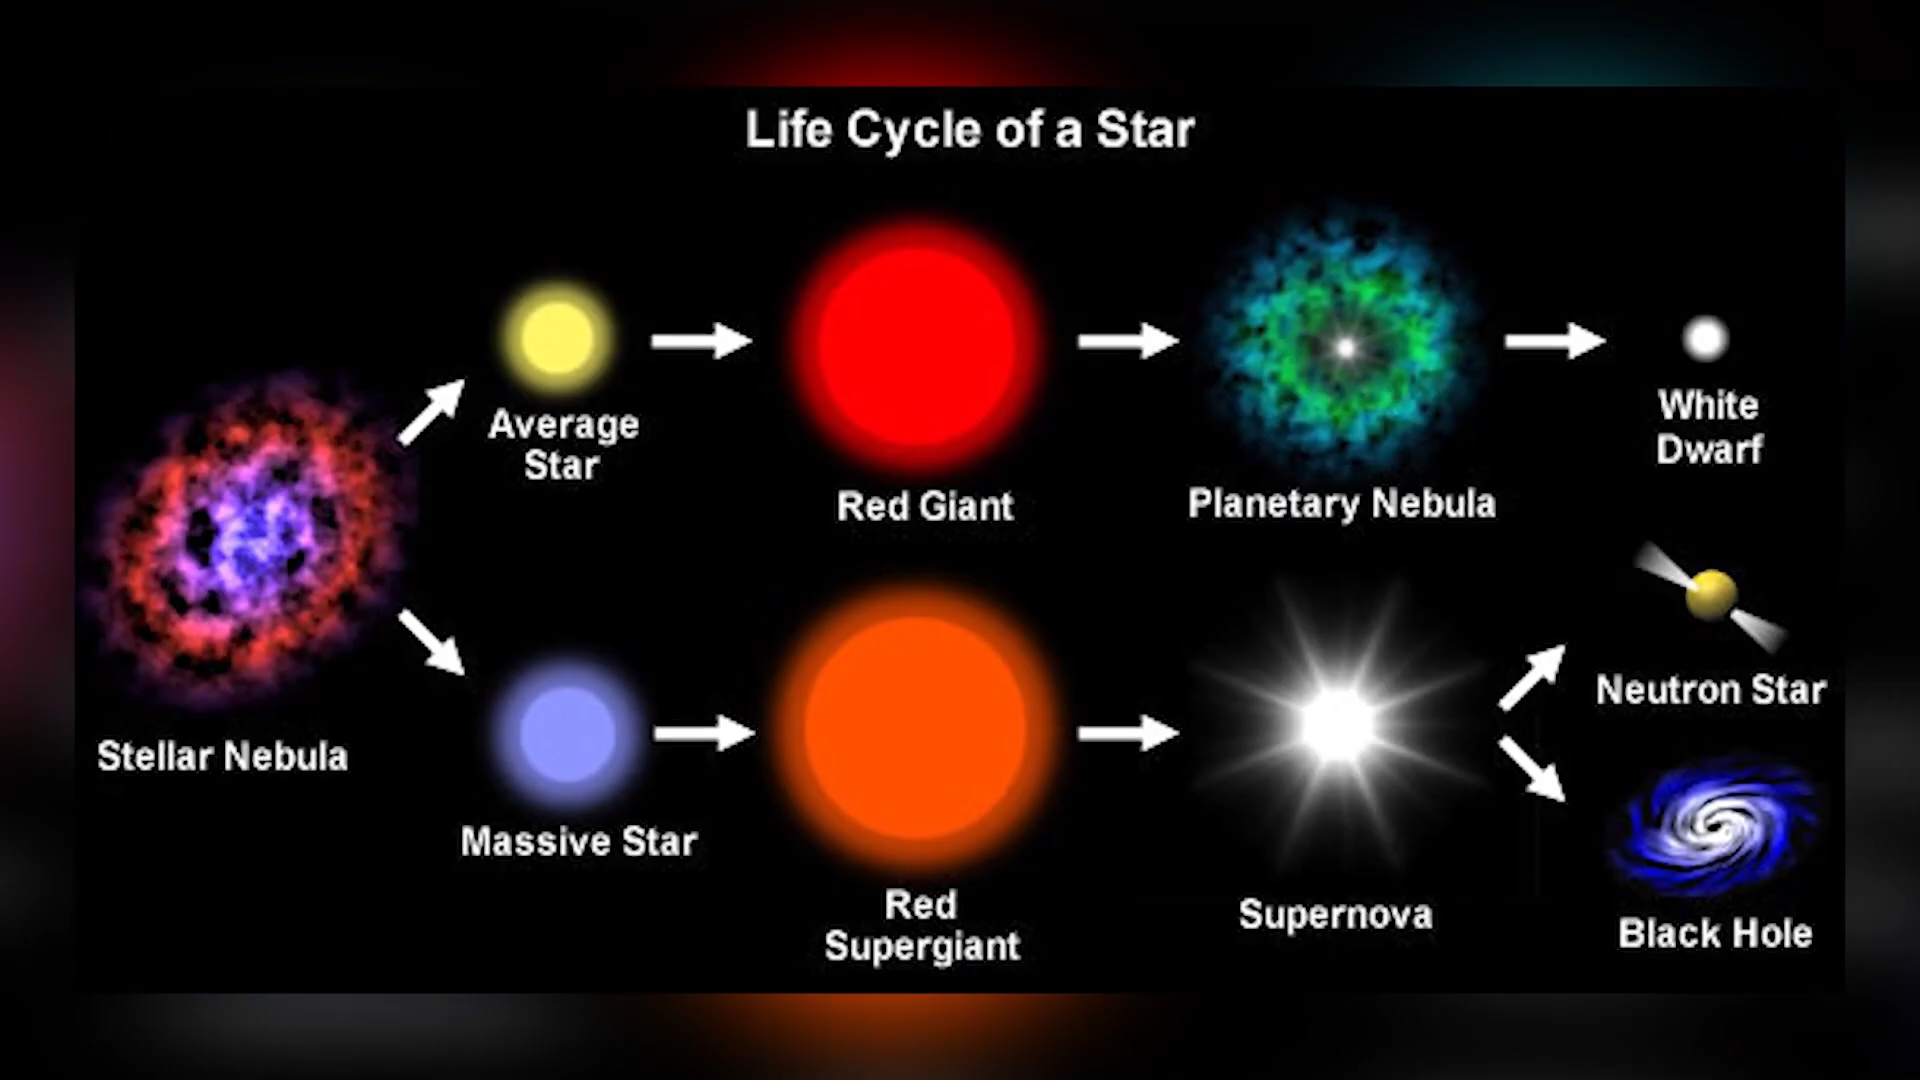 Life Cycle of a Star
Average
Star
Red Giant
Planetary Nebula
White
Dwarf
Stellar Nebula
Massive Star
Red
Supergiant
Supernova
Neutron Star
Black Hole